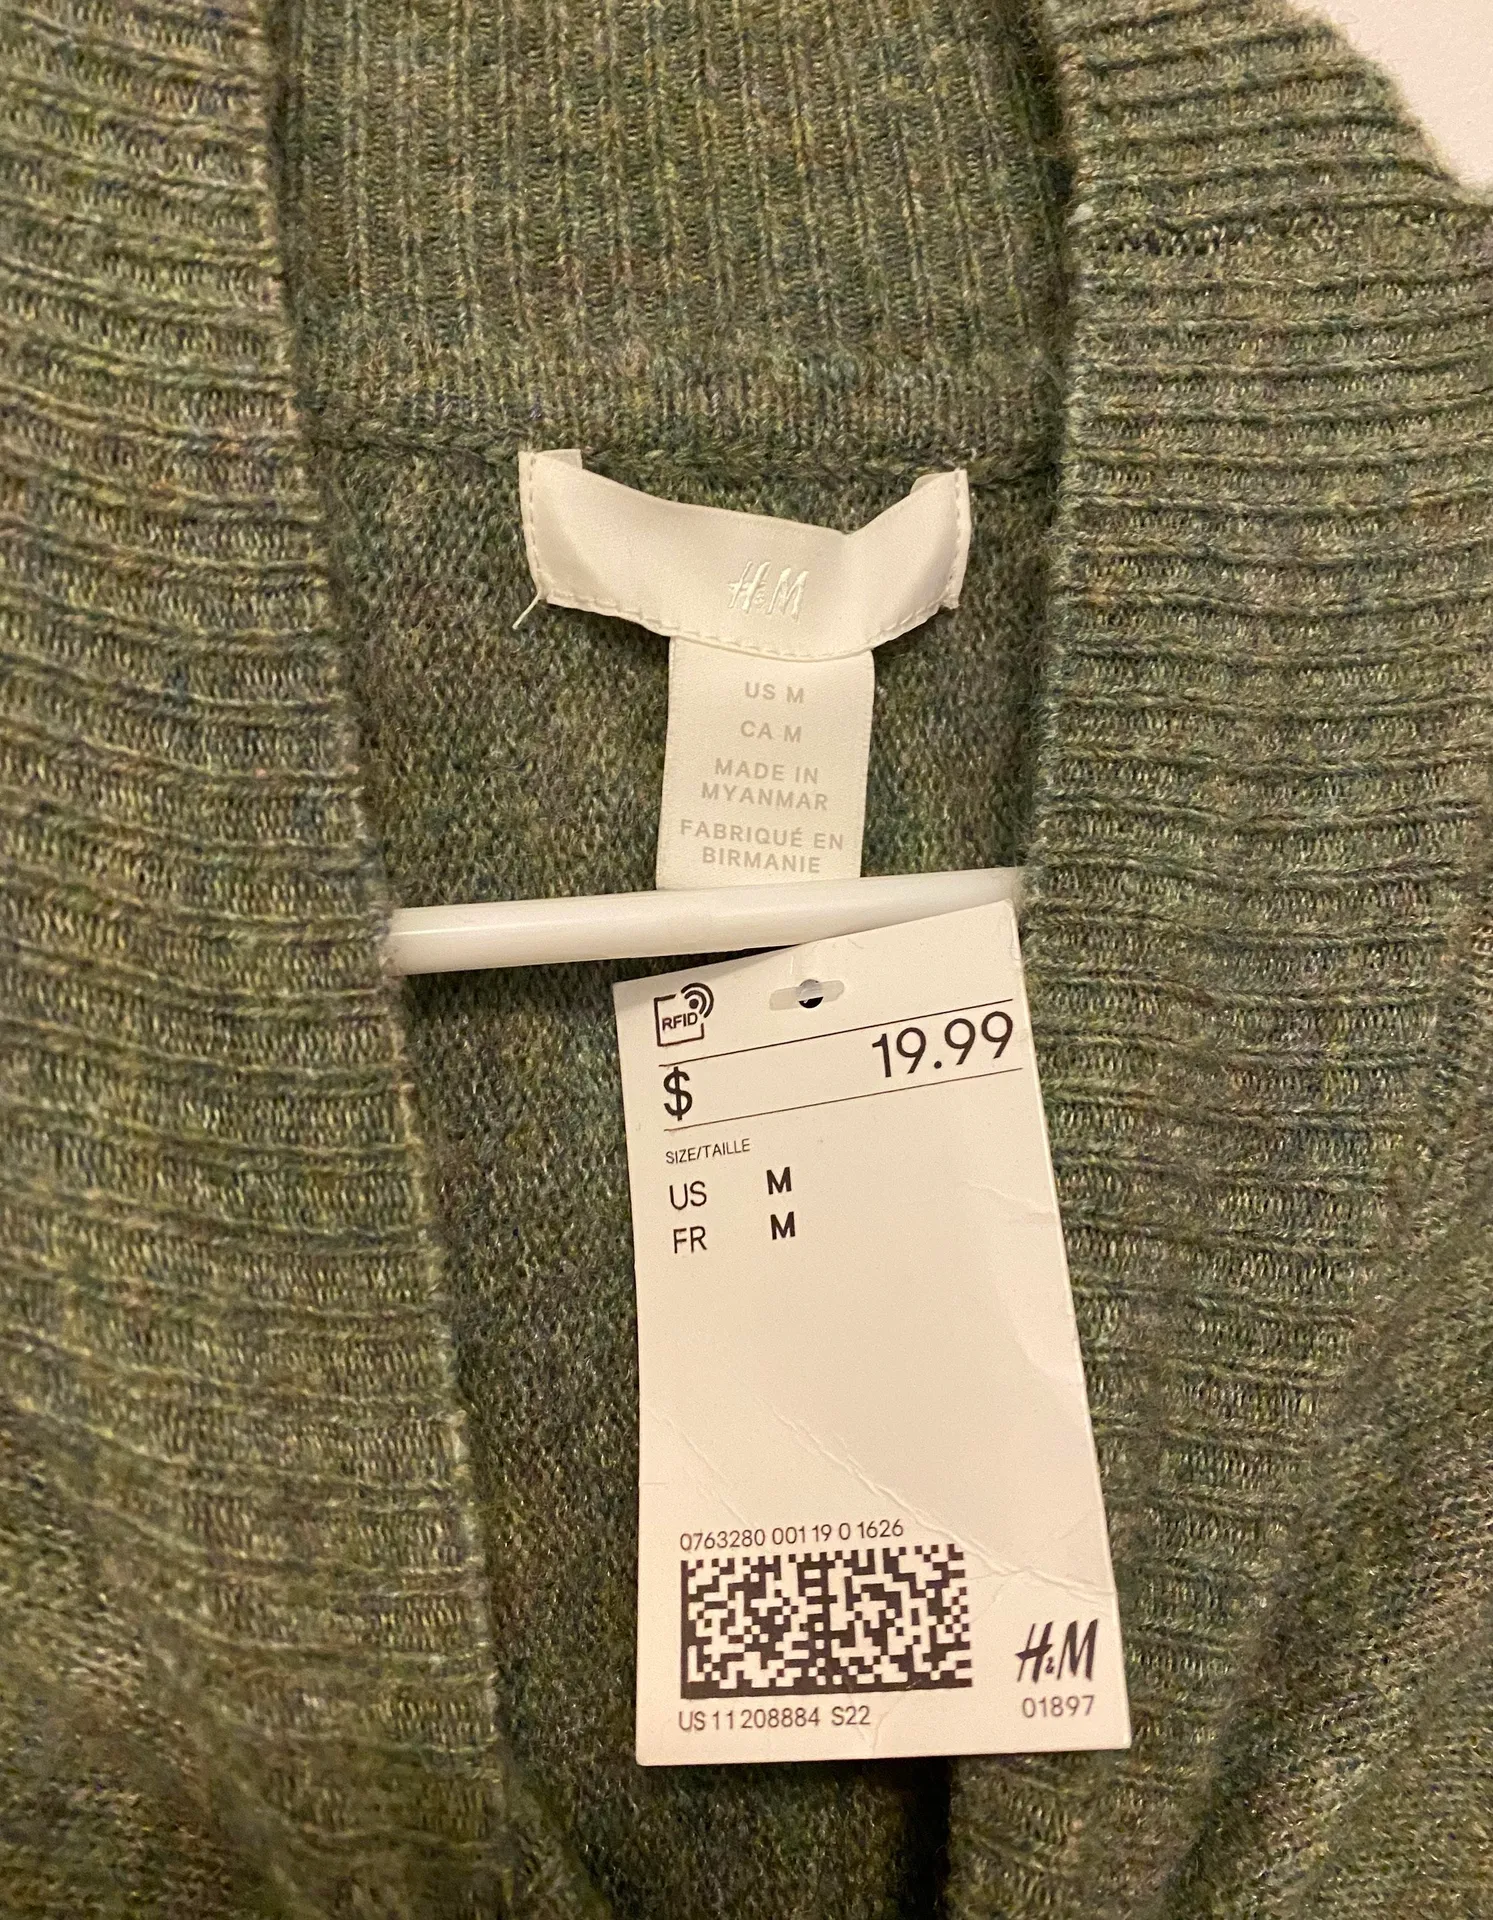 H&M
US M
CA M
MADE IN
MYANMAR
FABRIQUÉ EN
BIRMANIE
RFID
$ 19.99
SIZE/TAILLE
US M
FR M
0763280 001 19 0 1626
H&M
US 11 208884 S22
01897